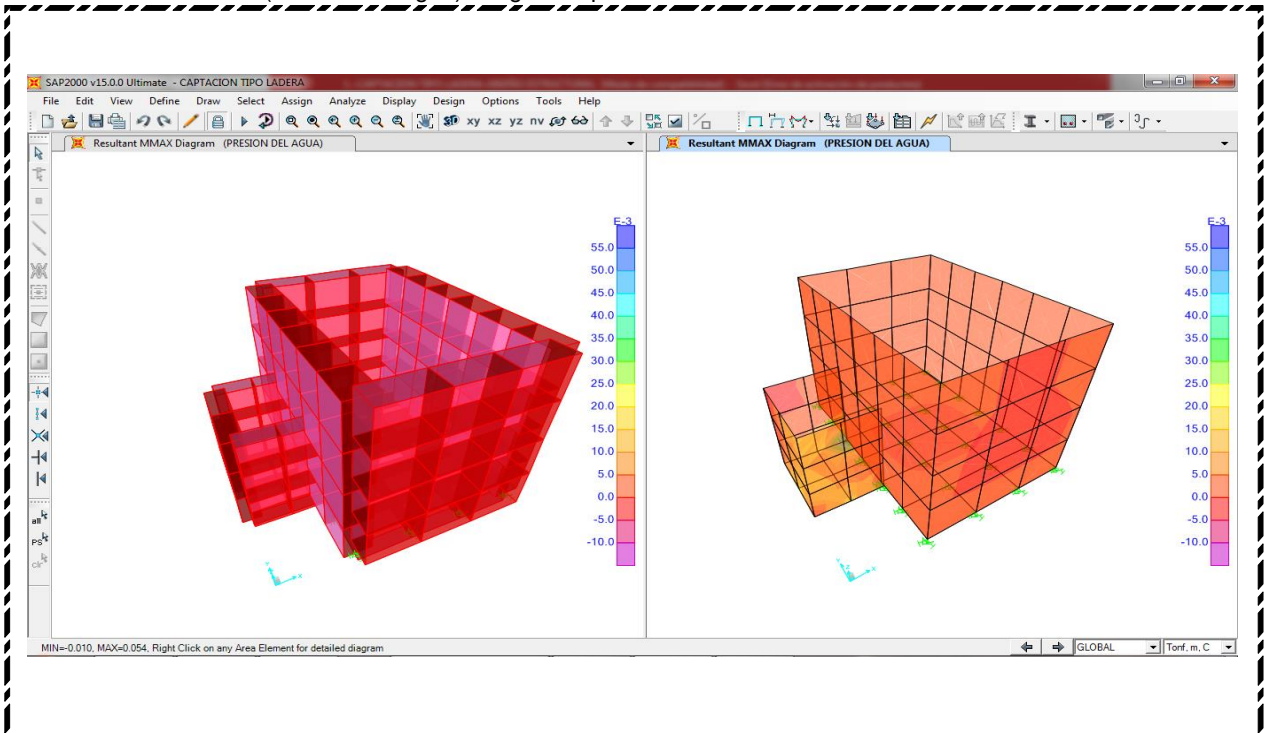 SAP2000 v15.0.0 Ultimate - CAPTACION TIPO LADERA
File Edit View Define Draw Select Assign Analyze Display Design Options Tools Help
xy xz yz nv
Resultant MMAX Diagram (PRESION DEL AGUA)
Resultant MMAX Diagram (PRESION DEL AGUA)
E-3
55.0
50.0
45.0
40.0
35.0
30.0
25.0
20.0
15.0
10.0
5.0
0.0
-5.0
-10.0
E-3
55.0
50.0
45.0
40.0
35.0
30.0
25.0
20.0
15.0
10.0
5.0
0.0
-5.0
-10.0
all
PS
clr
MIN=-0.010, MAX=0.054, Right Click on any Area Element for detailed diagram
GLOBAL
Tonf, m, C